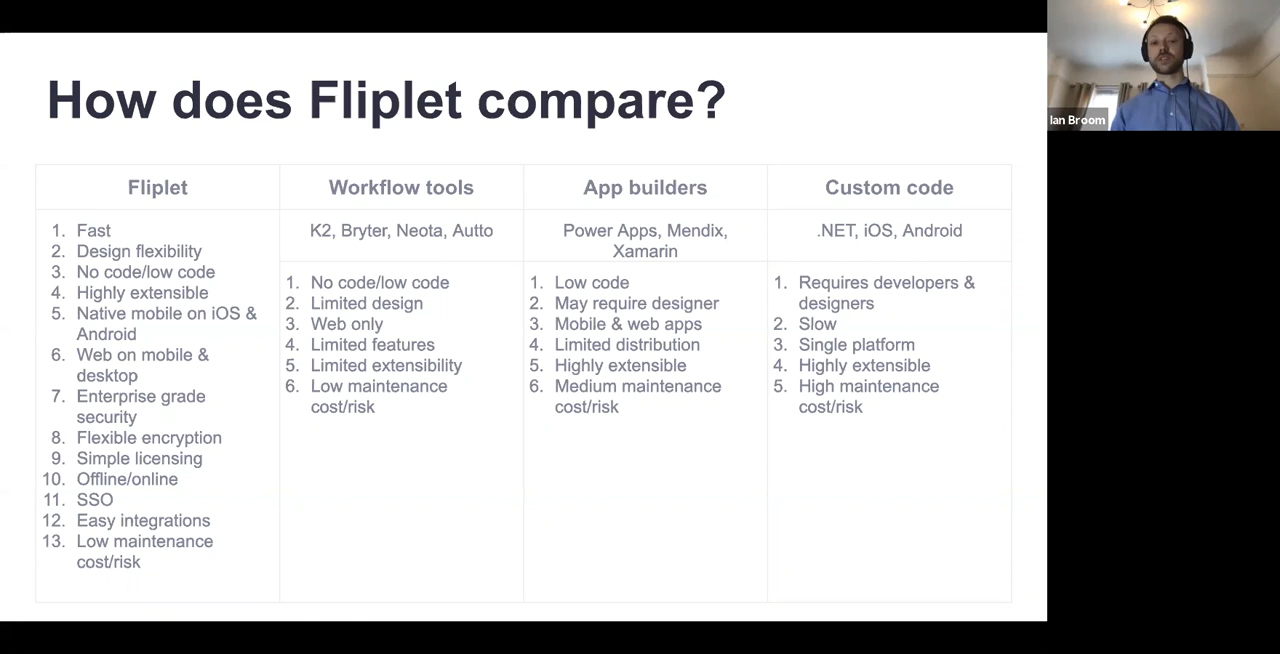 How does Fliplet compare?
Ian Broom
Fliplet
Workflow tools
App builders
Custom code
1. Fast
2. Design flexibility
3. No code/low code
4. Highly extensible
5. Native mobile on iOS &
Android
6. Web on mobile &
desktop
7. Enterprise grade
security
8. Flexible encryption
9. Simple licensing
10. Offline/online
11. SSO
12. Easy integrations
13. Low maintenance
cost/risk
K2, Bryter, Neota, Autto
1. No code/low code
2. Limited design
3. Web only
4. Limited features
5. Limited extensibility
6. Low maintenance
cost/risk
Power Apps, Mendix,
Xamarin
1. Low code
2. May require designer
3. Mobile & web apps
4. Limited distribution
5. Highly extensible
6. Medium maintenance
cost/risk
.NET, iOS, Android
1. Requires developers &
designers
2. Slow
3. Single platform
4. Highly extensible
5. High maintenance
cost/risk